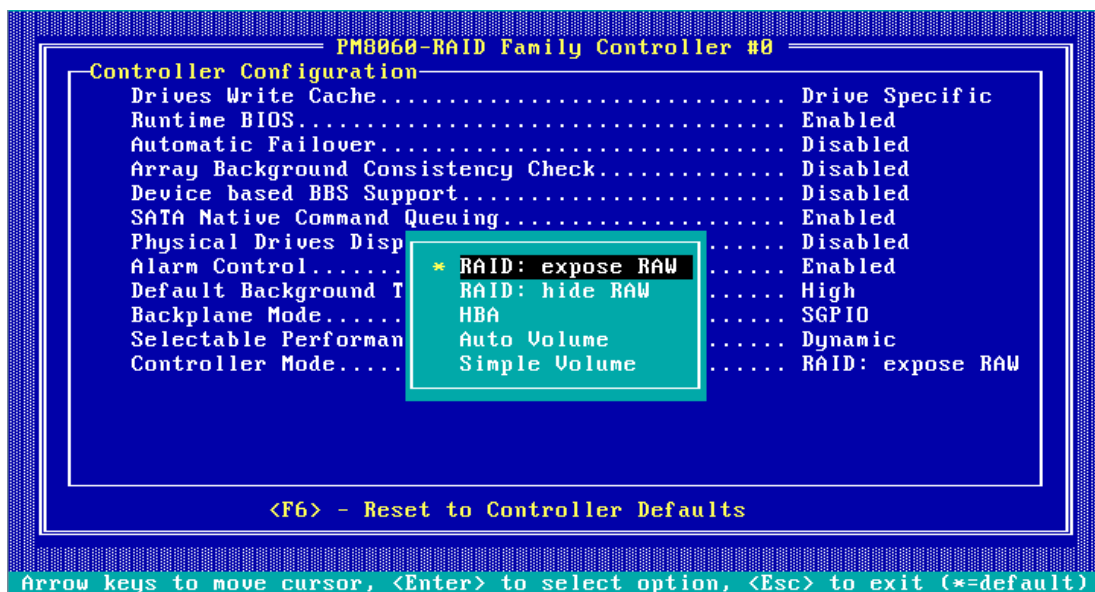 PM8060-RAID Family Controller #0
Controller Configuration
Drives Write Cache.............................. Drive Specific
Runtime BIOS.................................... Enabled
Automatic Failover.............................. Disabled
Array Background Consistency Check.............. Disabled
Device based BBS Support........................ Disabled
SATA Native Command Queuing..................... Enabled
Physical Drives Disp ...... Disabled
Alarm Control....... * RAID: expose RAW ...... Enabled
Default Background T RAID: hide RAW ...... High
Backplane Mode...... HBA ...... SGPIO
Selectable Performan Auto Volume ...... Dynamic
Controller Mode..... Simple Volume ...... RAID: expose RAW
<F6> - Reset to Controller Defaults
Arrow keys to move cursor, <Enter> to select option, <Esc> to exit (*=default)